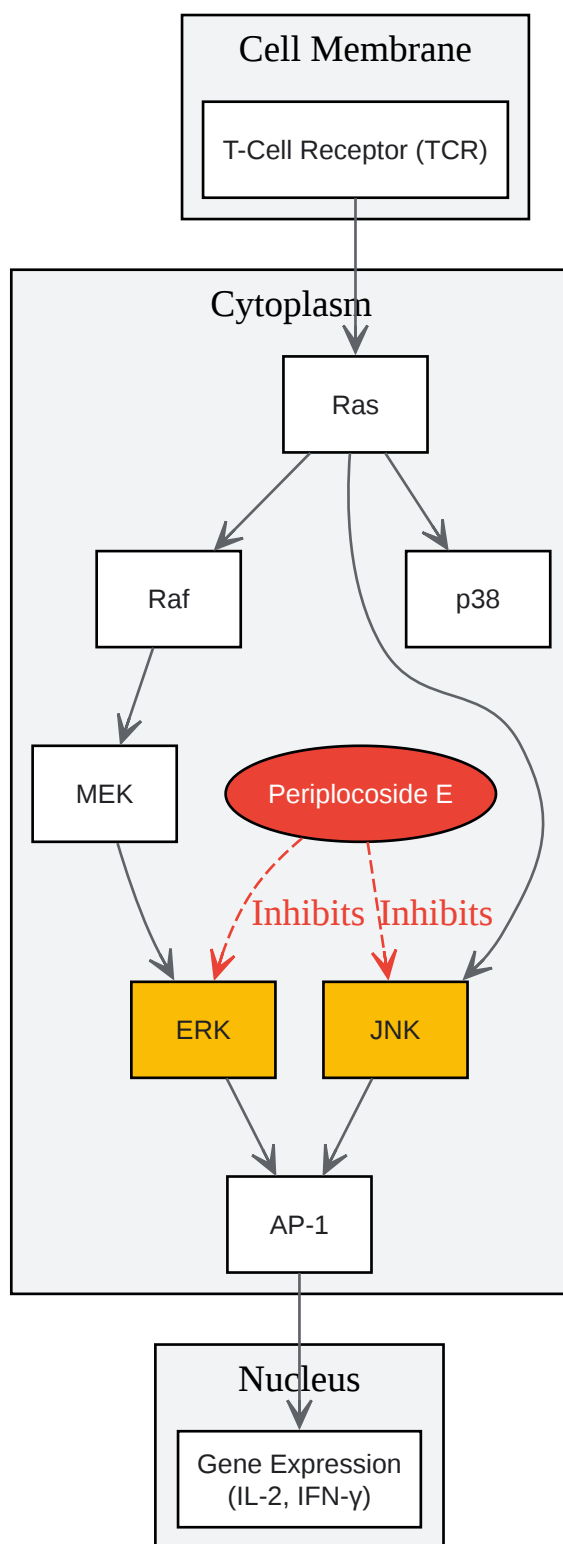 Cell Membrane
T-Cell Receptor (TCR)
Cytoplasm
Ras
Raf
p38
MEK
Periplocoside E
Inhibits
Inhibits
ERK
JNK
AP-1
Nucleus
Gene Expression
(IL-2, IFN-γ)